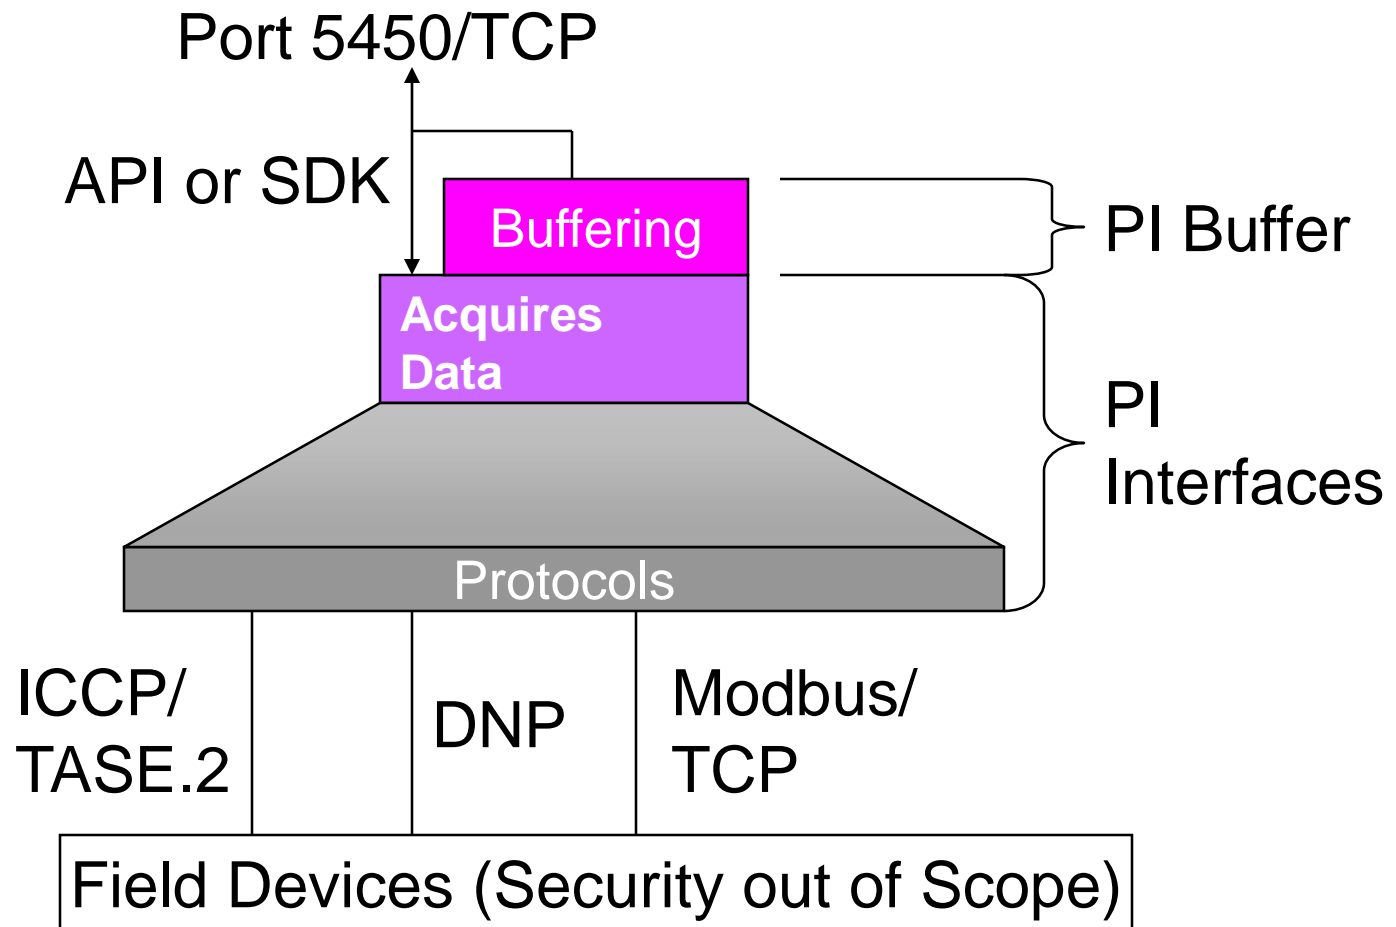 Port 5450/TCP
API or SDK
Buffering
PI Buffer
Acquires
Data
PI
Interfaces
Protocols
ICCP/
TASE.2
DNP
Modbus/
TCP
Field Devices (Security out of Scope)